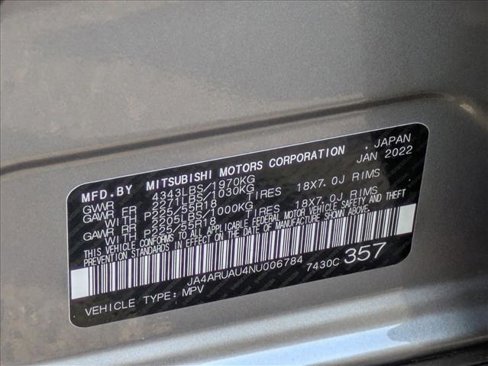 MFD.BY MITSUBISHI MOTORS CORPORATION JAPAN
GVWR 4343LBS/1970KG JAN 2022
GAWR FR 2271LBS/1030KG
WITH P225/55R18 TIRES 18X7.0J RIMS
GAWR RR 2205LBS/1000KG
WITH P225/55R18 TIRES 18X7.0J RIMS
THIS VEHICLE CONFORMS TO ALL APPLICABLE FEDERAL MOTOR VEHICLE SAFETY, BUMPER, AND THEFT
PREVENTION STANDARDS IN EFFECT ON THE DATE OF MANUFACTURE SHOWN ABOVE.
JA4ARUAU4NU006784 7430C 357
VEHICLE TYPE: MPV